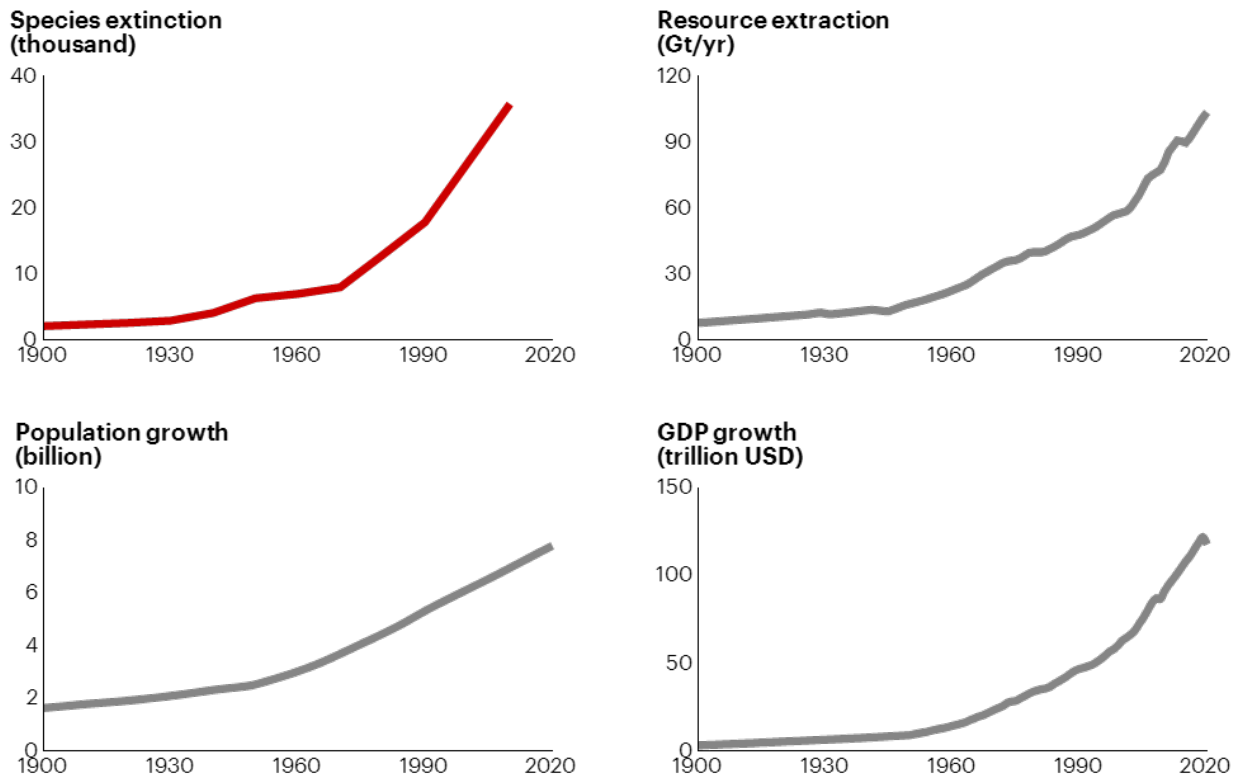 Species extinction
(thousand)
40
30
20
10
0
1900 1930 1960 1990 2020
Resource extraction
(Gt/yr)
120
90
60
30
0
1900 1930 1960 1990 2020
Population growth
(billion)
10
8
6
4
2
0
1900 1930 1960 1990 2020
GDP growth
(trillion USD)
150
100
50
0
1900 1930 1960 1990 2020